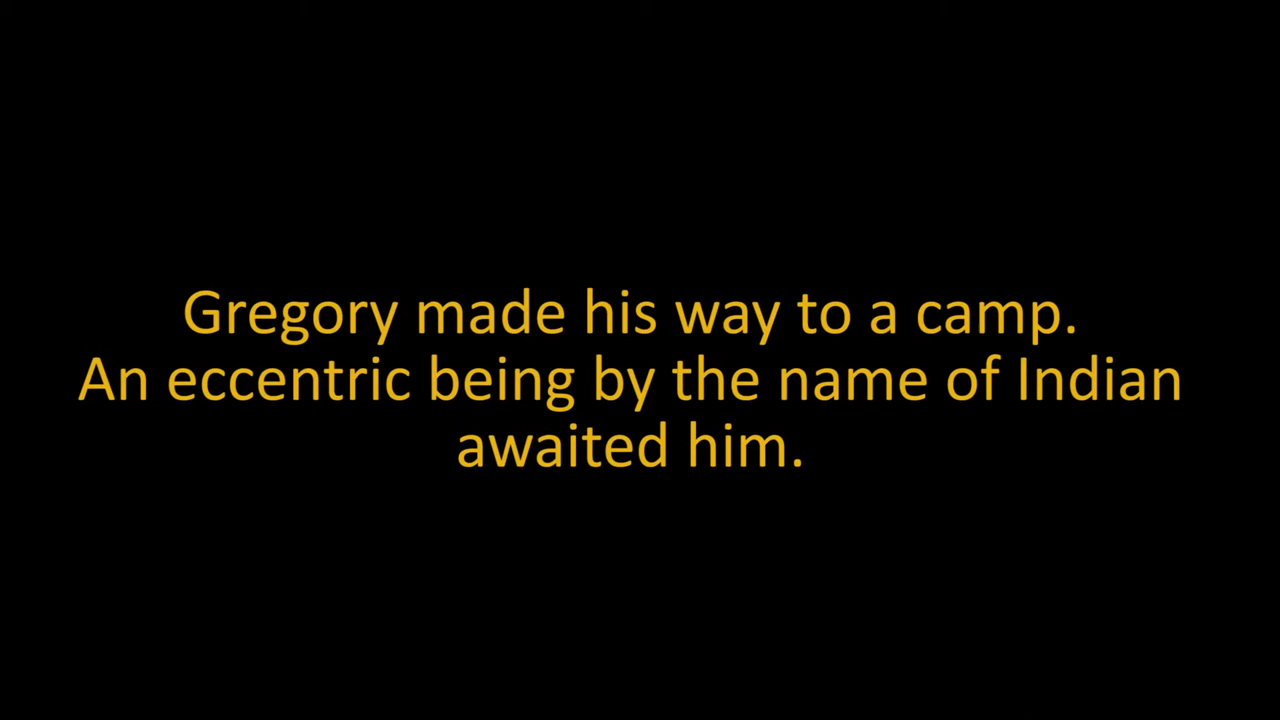 Gregory made his way to a camp.
An eccentric being by the name of Indian
awaited him.